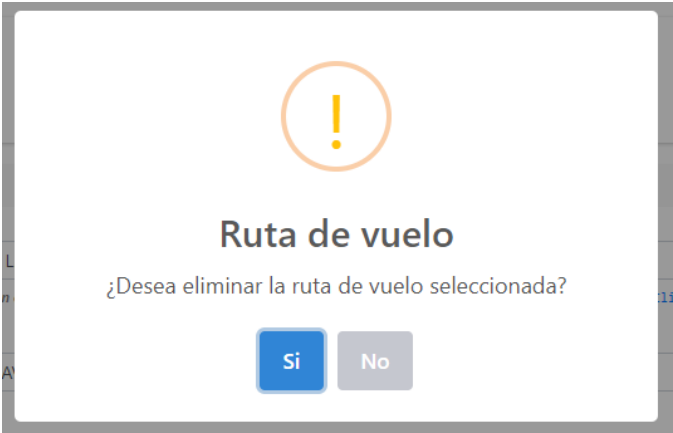 Ruta de vuelo
¿Desea eliminar la ruta de vuelo seleccionada?
Si
No